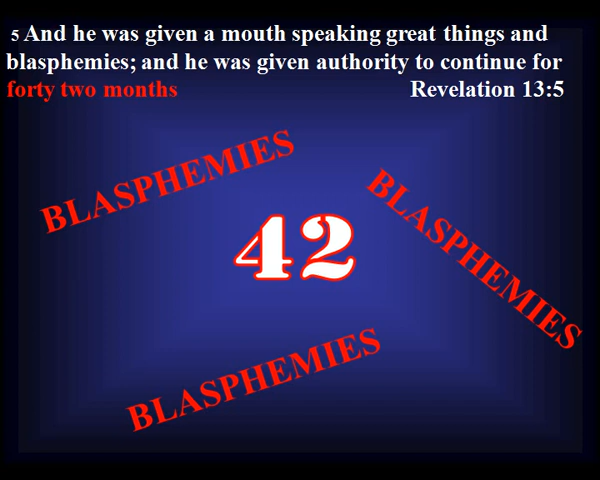 5 And he was given a mouth speaking great things and
blasphemies; and he was given authority to continue for
forty two months Revelation 13:5
BLASPHEMIES
BLASPHEMIES
42
BLASPHEMIES